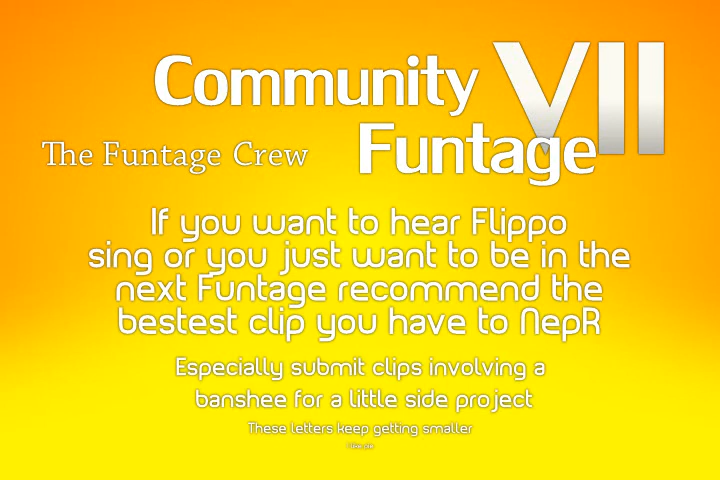 Community VII
Funtage
The Funtage Crew
If you want to hear Flippo
sing or you just want to be in the
next Funtage recommend the
bestest clip you have to NepR
Especially submit clips involving a
banshee for a little side project
These letters keep getting smaller